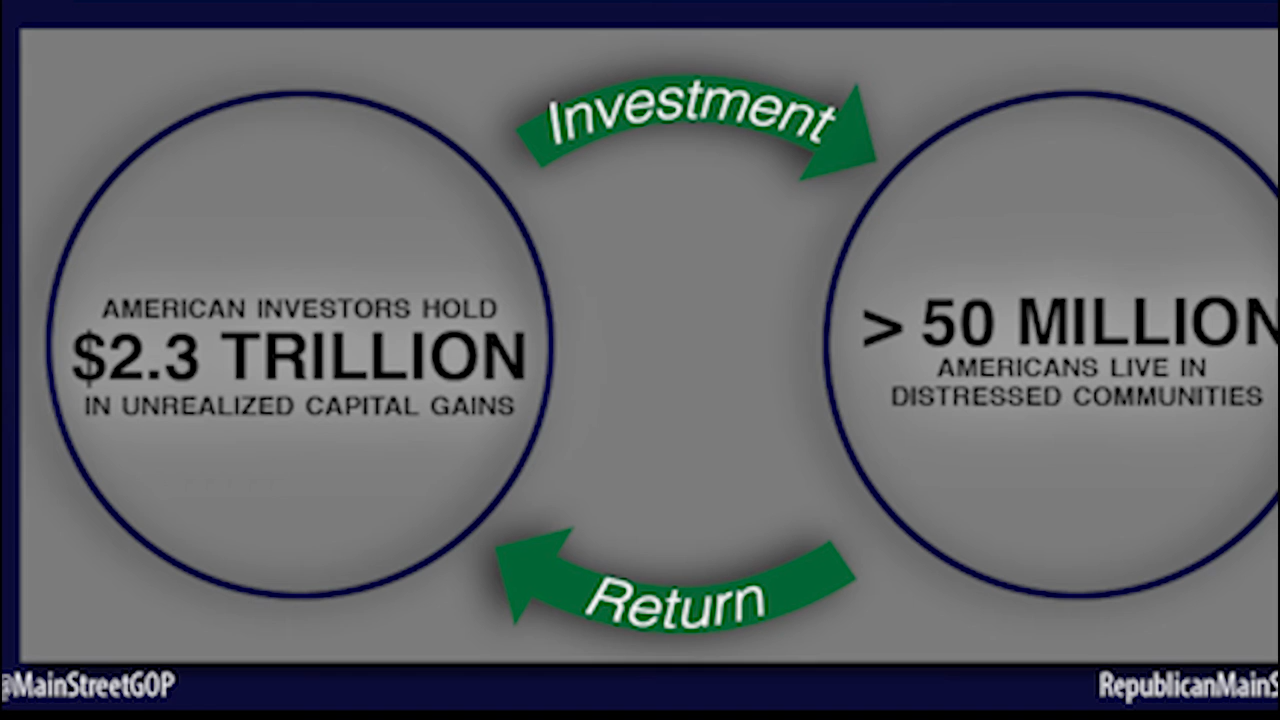 Investment
AMERICAN INVESTORS HOLD
$2.3 TRILLION
IN UNREALIZED CAPITAL GAINS
> 50 MILLION
AMERICANS LIVE IN
DISTRESSED COMMUNITIES
Return
@MainStreetGOP
RepublicanMainS